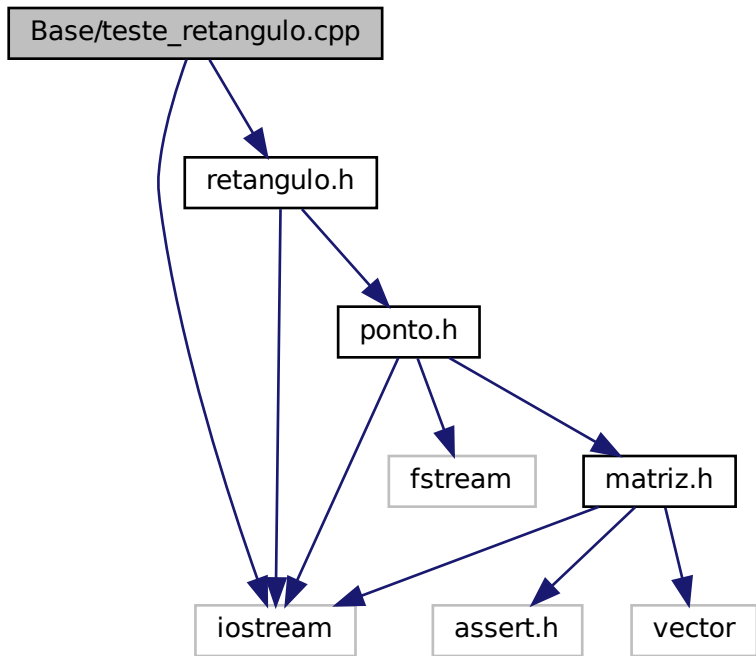 Base/teste_retangulo.cpp
retangulo.h
ponto.h
fstream
matriz.h
iostream
assert.h
vector